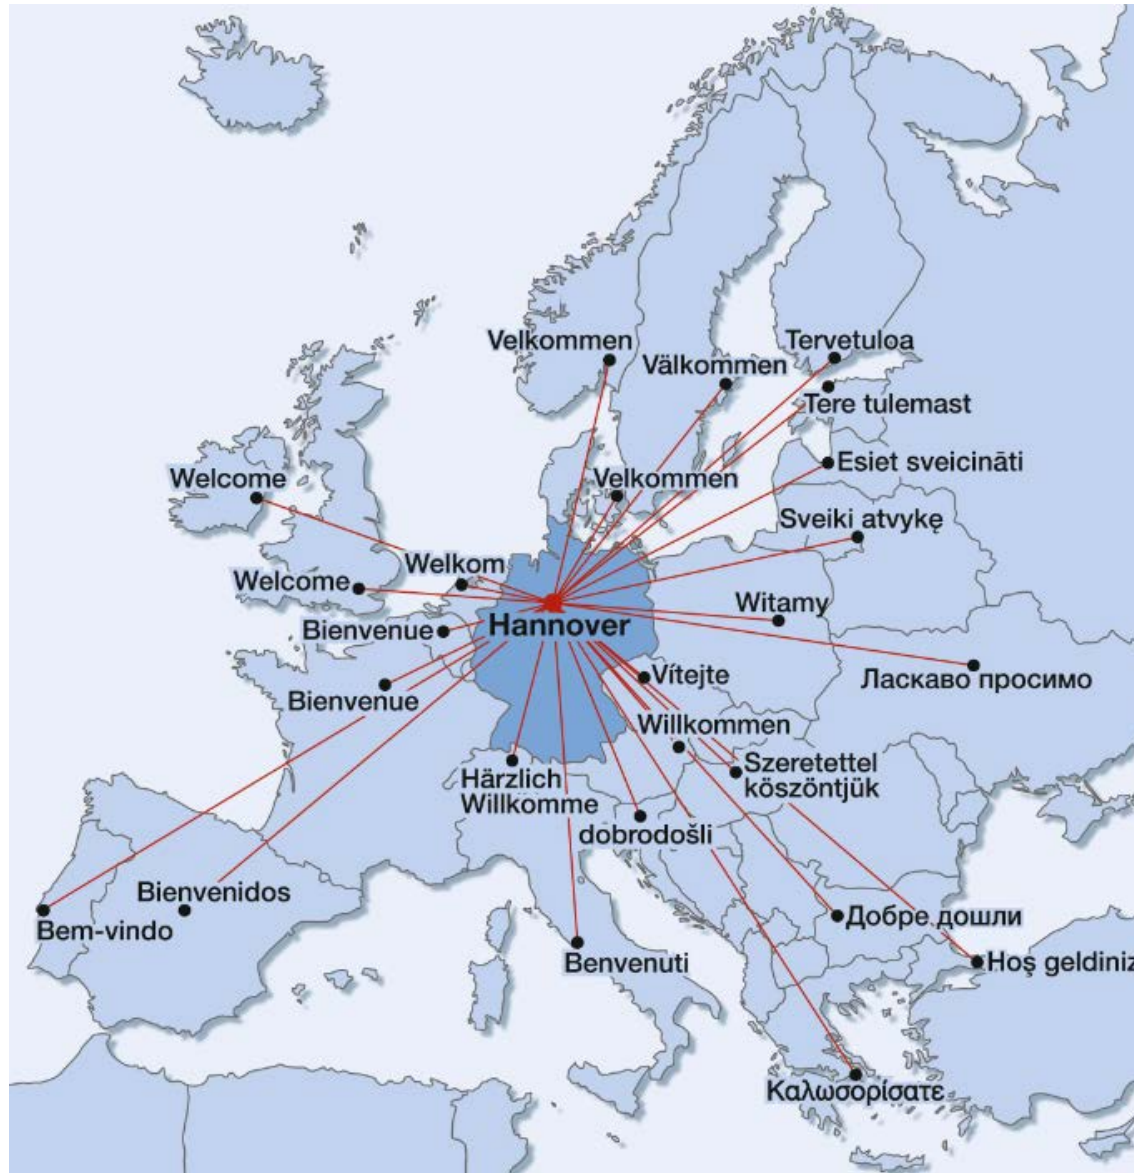 Velkommen
Tervetuloa
Välkommen
Tere tulemast
Esiet sveicināti
Welcome
Velkommen
Sveiki atvykę
Welkom
Welcome
Witamy
Hannover
Bienvenue
Vítejte
Ласкаво просимо
Bienvenue
Willkommen
Szeretettel
köszöntjük
Härzlich
Willkomme
dobrodošli
Bienvenidos
Bem-vindo
Добре дошли
Benvenuti
Hoş geldiniz
Καλωσορίσατε